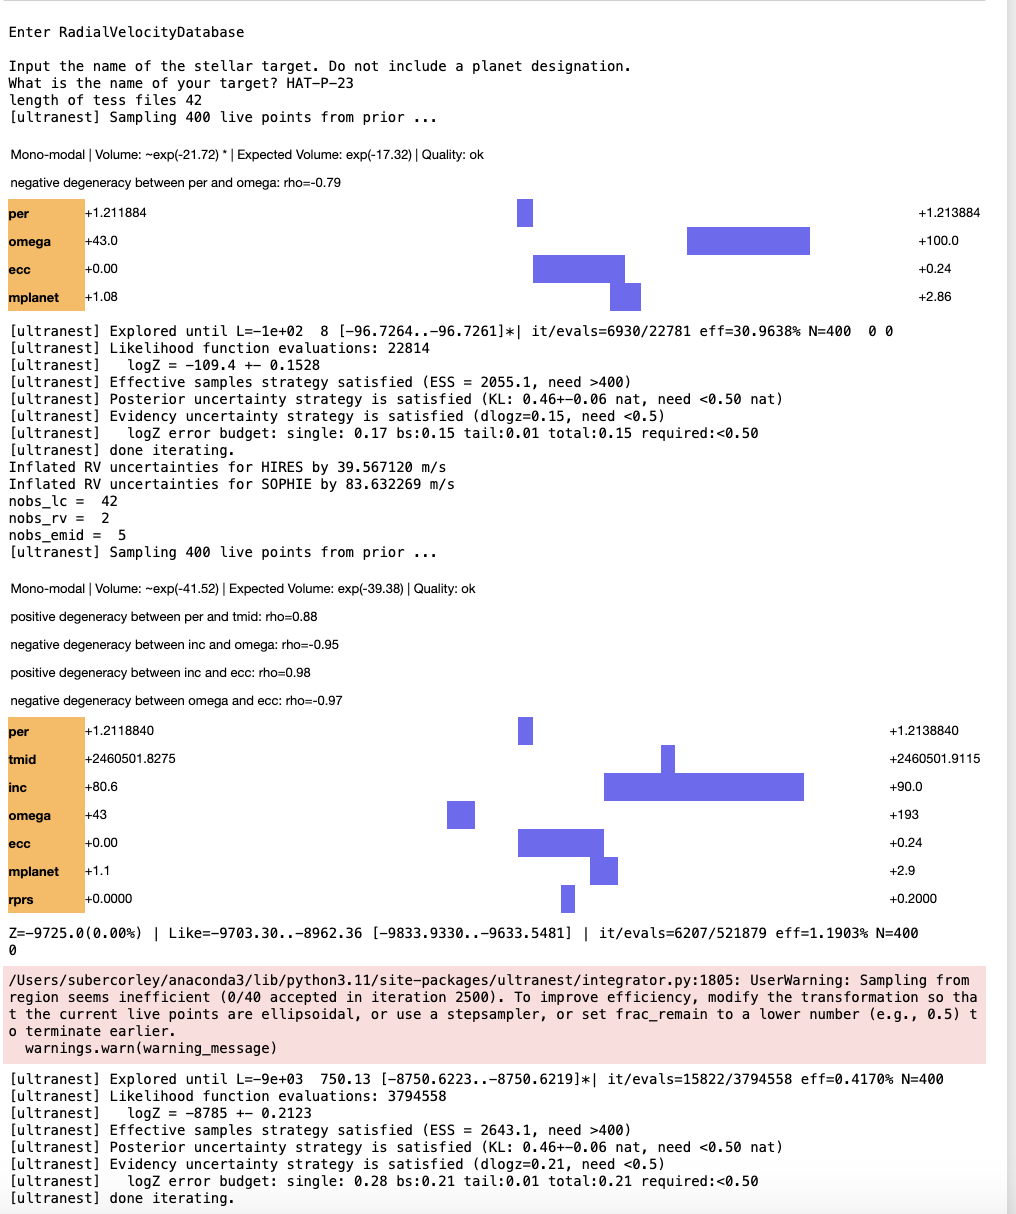 Enter RadialVelocityDatabase
Input the name of the stellar target. Do not include a planet designation.
What is the name of your target? HAT-P-23
length of tess files 42
[ultranest] Sampling 400 live points from prior ...
Mono-modal | Volume: ~exp(-21.72) * | Expected Volume: exp(-17.32) | Quality: ok
negative degeneracy between per and omega: rho=-0.79
per +1.211884 +1.213884
omega +43.0 +100.0
ecc +0.00 +0.24
mplanet +1.08 +2.86
[ultranest] Explored until L=-1e+02  8 [-96.7264..-96.7261]*| it/evals=6930/22781 eff=30.9638% N=400  0 0
[ultranest] Likelihood function evaluations: 22814
[ultranest]   logZ = -109.4 +- 0.1528
[ultranest] Effective samples strategy satisfied (ESS = 2055.1, need >400)
[ultranest] Posterior uncertainty strategy is satisfied (KL: 0.46+-0.06 nat, need <0.50 nat)
[ultranest] Evidency uncertainty strategy is satisfied (dlogz=0.15, need <0.5)
[ultranest]   logZ error budget: single: 0.17 bs:0.15 tail:0.01 total:0.15 required:<0.50
[ultranest] done iterating.
Inflated RV uncertainties for HIRES by 39.567120 m/s
Inflated RV uncertainties for SOPHIE by 83.632269 m/s
nobs_lc =  42
nobs_rv =  2
nobs_emid =  5
[ultranest] Sampling 400 live points from prior ...
Mono-modal | Volume: ~exp(-41.52) | Expected Volume: exp(-39.38) | Quality: ok
positive degeneracy between per and tmid: rho=0.88
negative degeneracy between inc and omega: rho=-0.95
positive degeneracy between inc and ecc: rho=0.98
negative degeneracy between omega and ecc: rho=-0.97
per +1.2118840 +1.2138840
tmid +2460501.8275 +2460501.9115
inc +80.6 +90.0
omega +43 +193
ecc +0.00 +0.24
mplanet +1.1 +2.9
rprs +0.0000 +0.2000
Z=-9725.0(0.00%) | Like=-9703.30..-8962.36 [-9833.9330..-9633.5481] | it/evals=6207/521879 eff=1.1903% N=400
0
/Users/subercorley/anaconda3/lib/python3.11/site-packages/ultranest/integrator.py:1805: UserWarning: Sampling from
region seems inefficient (0/40 accepted in iteration 2500). To improve efficiency, modify the transformation so tha
t the current live points are ellipsoidal, or use a stepsampler, or set frac_remain to a lower number (e.g., 0.5) t
o terminate earlier.
  warnings.warn(warning_message)
[ultranest] Explored until L=-9e+03  750.13 [-8750.6223..-8750.6219]*| it/evals=15822/3794558 eff=0.4170% N=400
[ultranest] Likelihood function evaluations: 3794558
[ultranest]   logZ = -8785 +- 0.2123
[ultranest] Effective samples strategy satisfied (ESS = 2643.1, need >400)
[ultranest] Posterior uncertainty strategy is satisfied (KL: 0.46+-0.06 nat, need <0.50 nat)
[ultranest] Evidency uncertainty strategy is satisfied (dlogz=0.21, need <0.5)
[ultranest]   logZ error budget: single: 0.28 bs:0.21 tail:0.01 total:0.21 required:<0.50
[ultranest] done iterating.